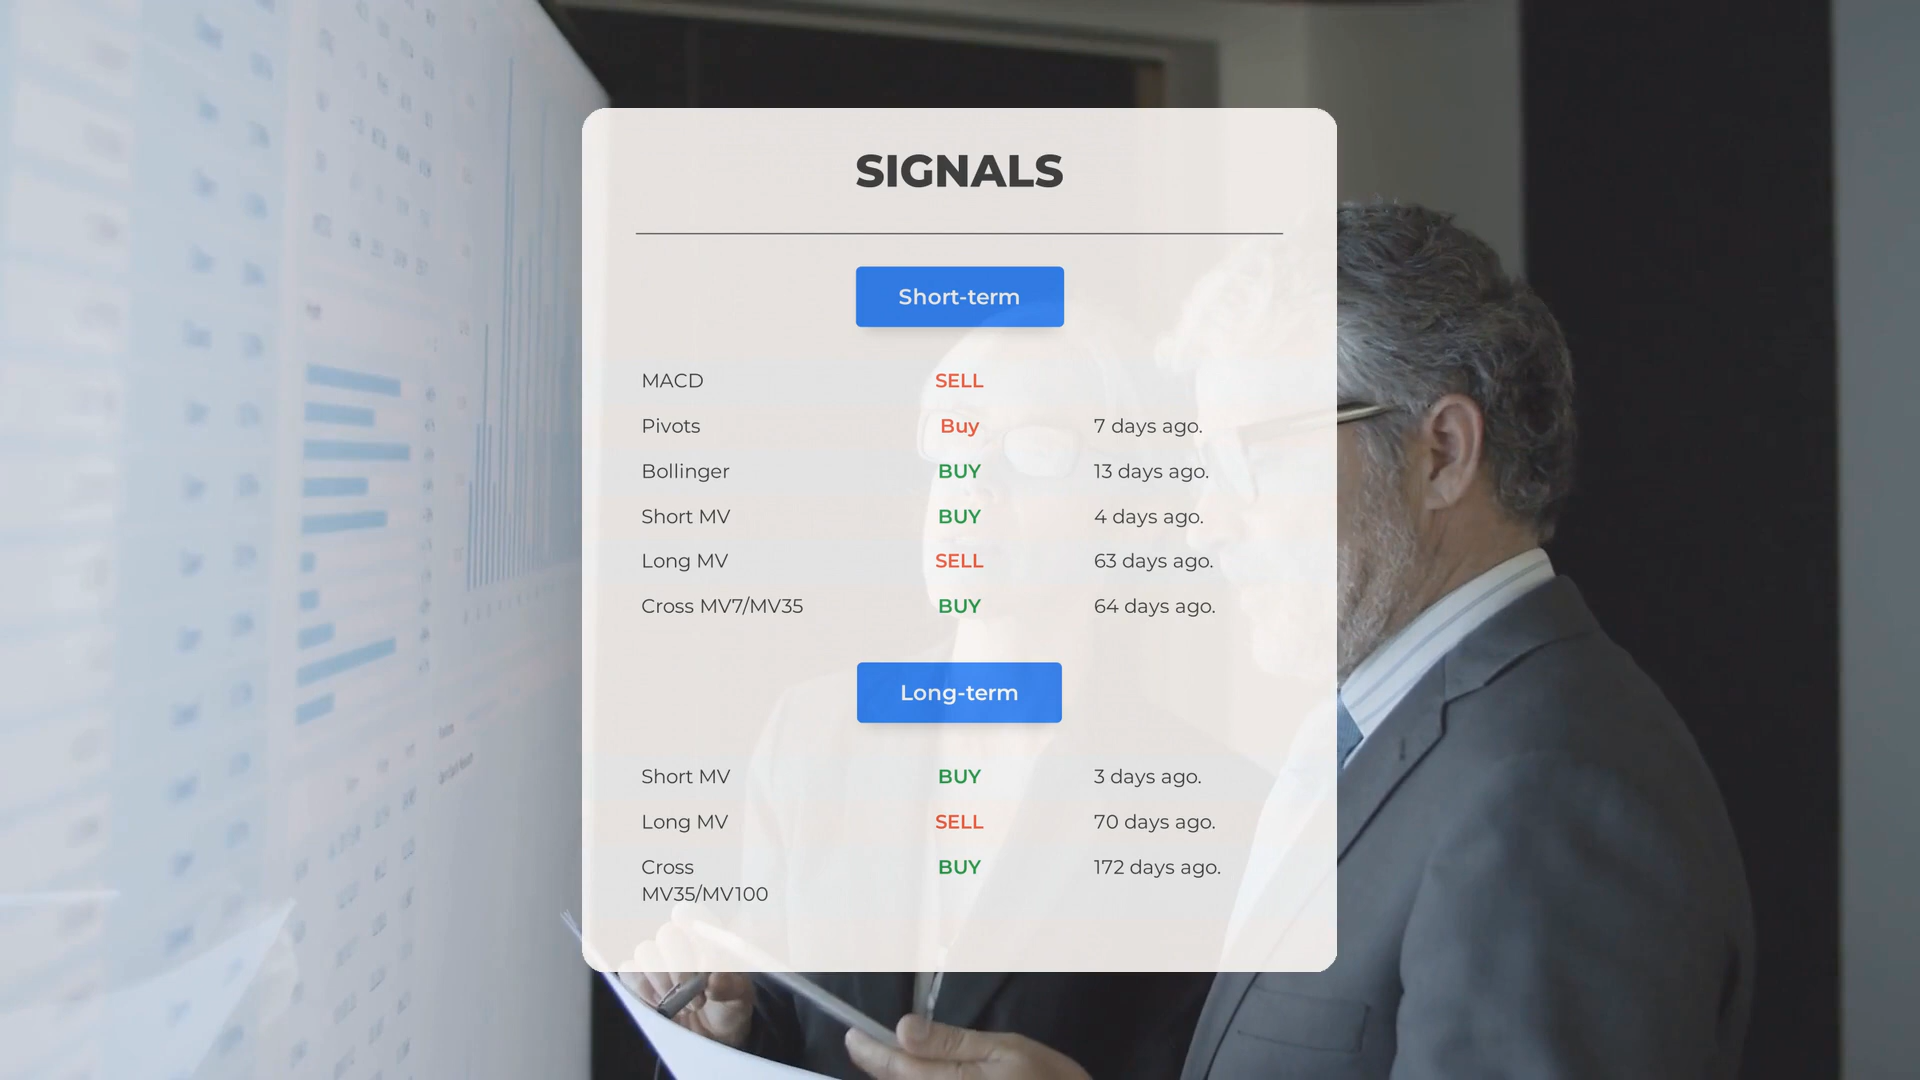 SIGNALS
Short-term
MACD SELL
Pivots Buy 7 days ago.
Bollinger BUY 13 days ago.
Short MV BUY 4 days ago.
Long MV SELL 63 days ago.
Cross MV7/MV35 BUY 64 days ago.
Long-term
Short MV BUY 3 days ago.
Long MV SELL 70 days ago.
Cross BUY 172 days ago.
MV35/MV100